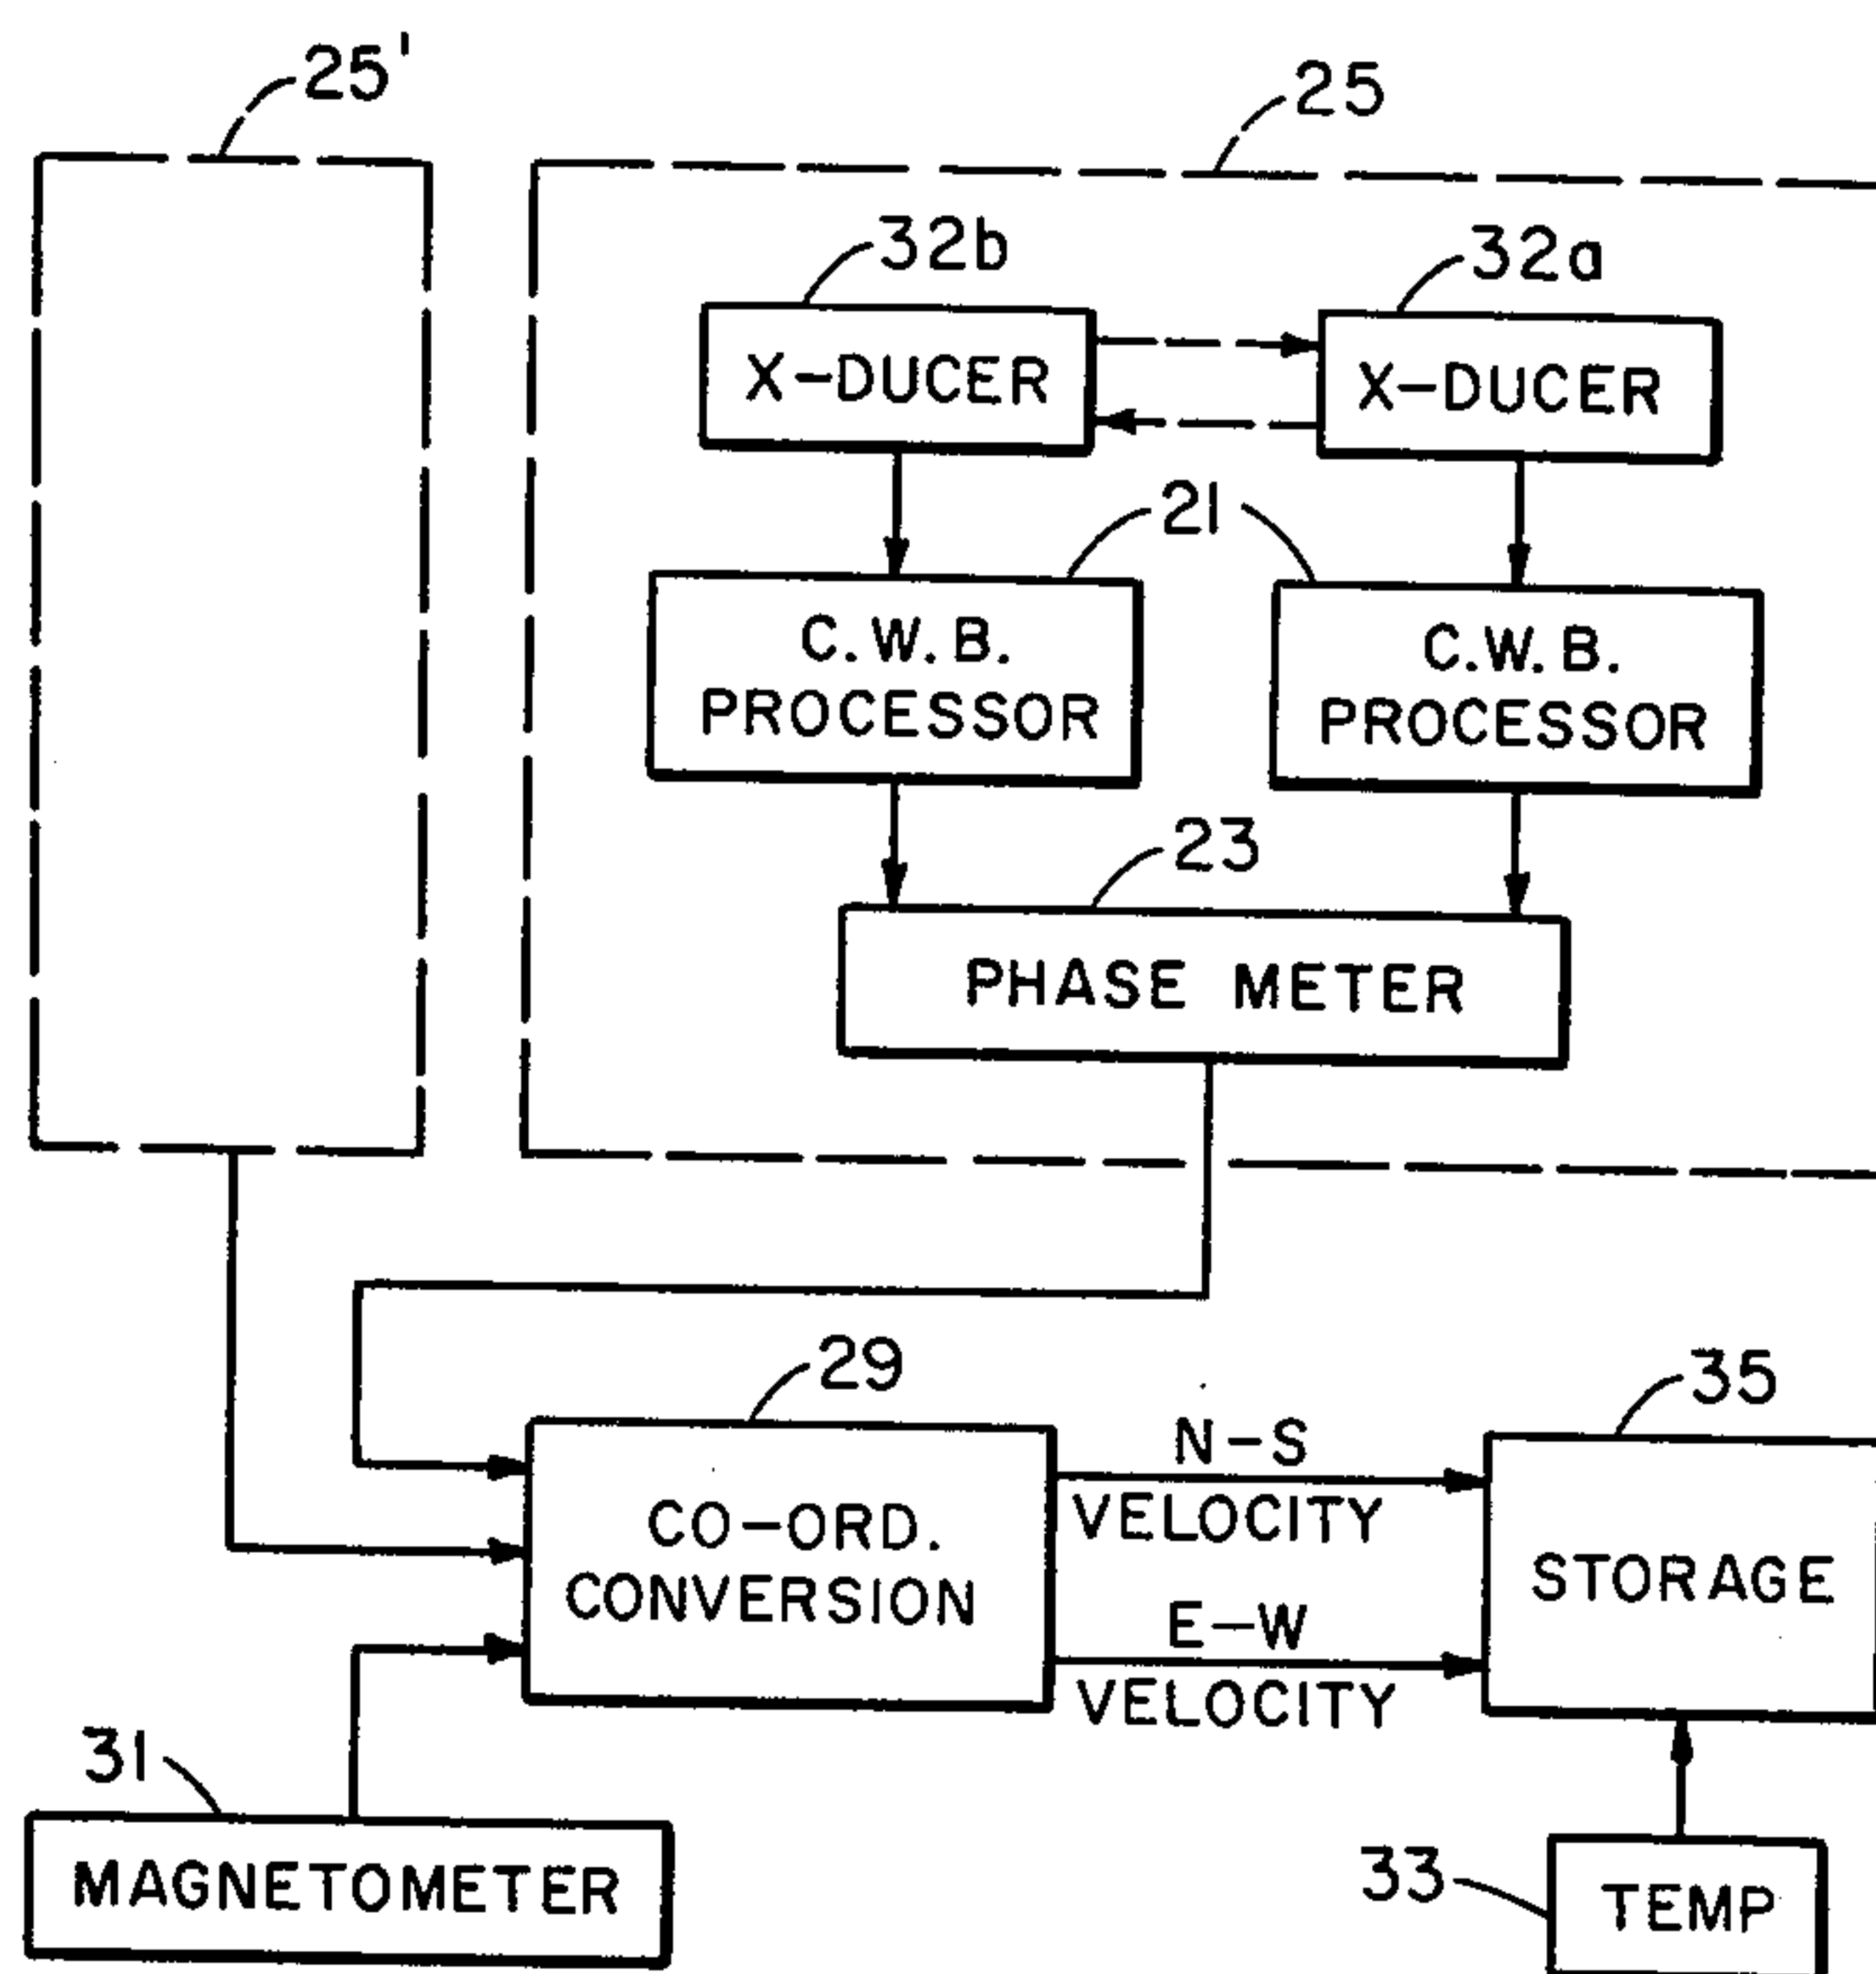 25'
25
32b
32a
X-DUCER
X-DUCER
21
C.W.B.
PROCESSOR
C.W.B.
PROCESSOR
23
PHASE METER
29
35
N-S
VELOCITY
CO-ORD.
CONVERSION
STORAGE
E-W
VELOCITY
31
MAGNETOMETER
33
TEMP